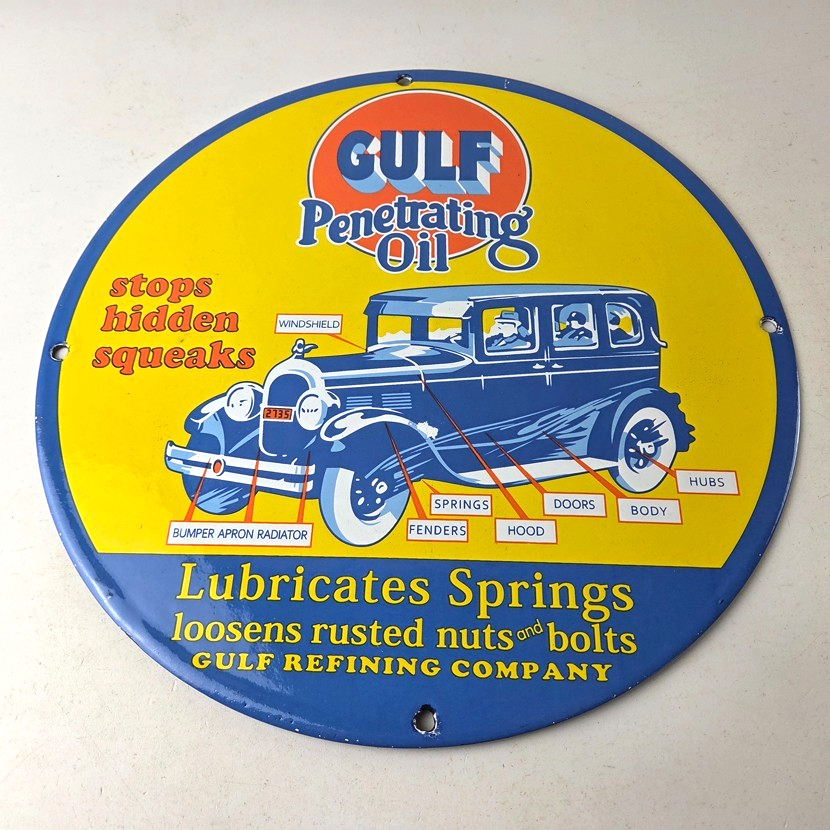 GULF
Penetrating
Oil
stops
hidden
squeaks
WINDSHIELD
2735
HUBS
SPRINGS
DOORS
BODY
BUMPER APRON RADIATOR
FENDERS
HOOD
Lubricates Springs
loosens rusted nuts and bolts
GULF REFINING COMPANY